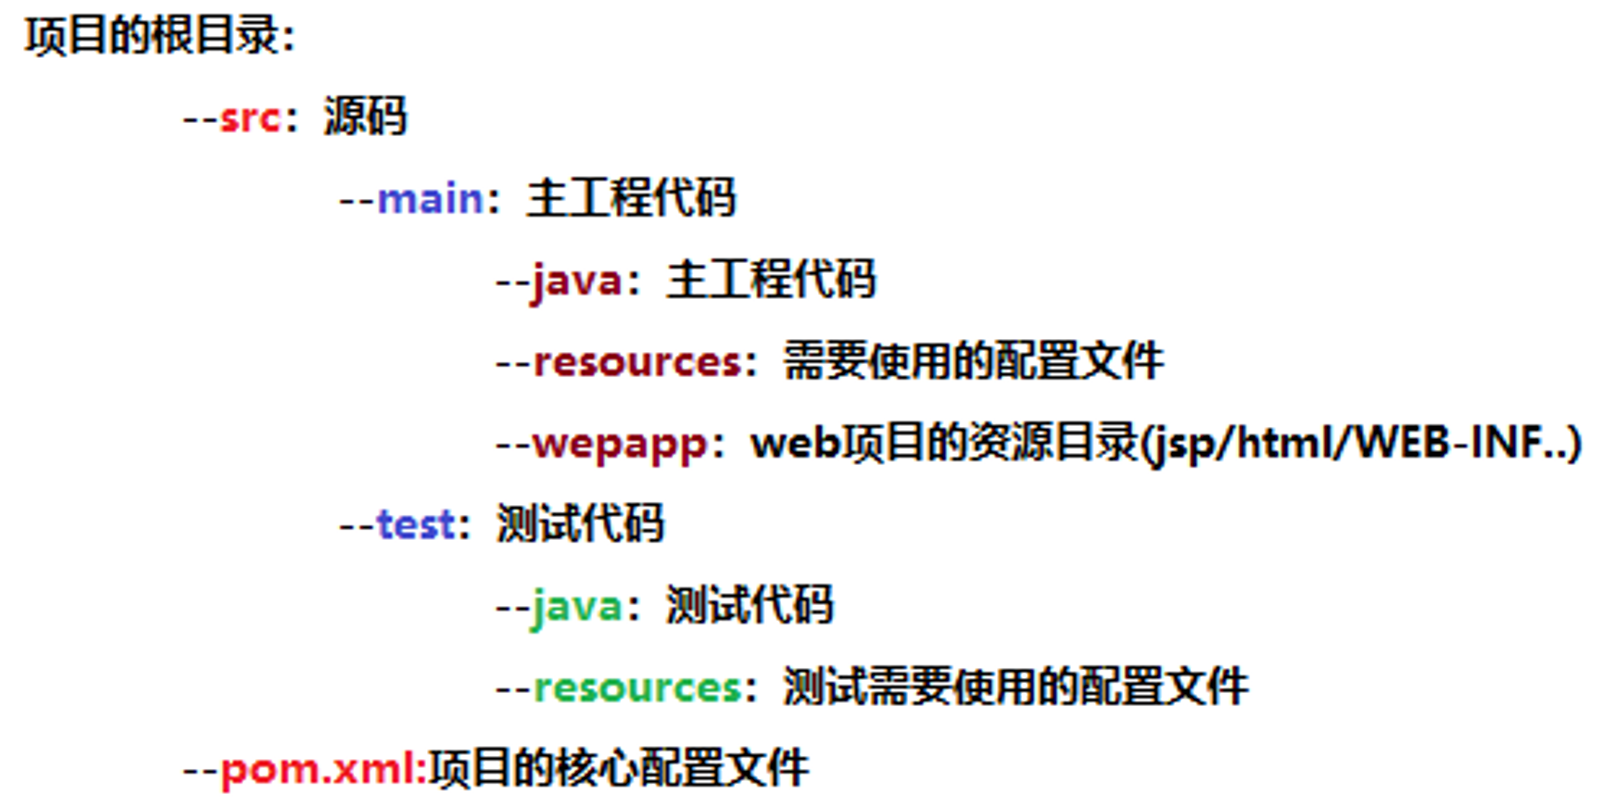 项目的根目录：
--src：源码
--main：主工程代码
--java：主工程代码
--resources：需要使用的配置文件
--wepapp：web项目的资源目录(jsp/html/WEB-INF..)
--test：测试代码
--java：测试代码
--resources：测试需要使用的配置文件
--pom.xml:项目的核心配置文件